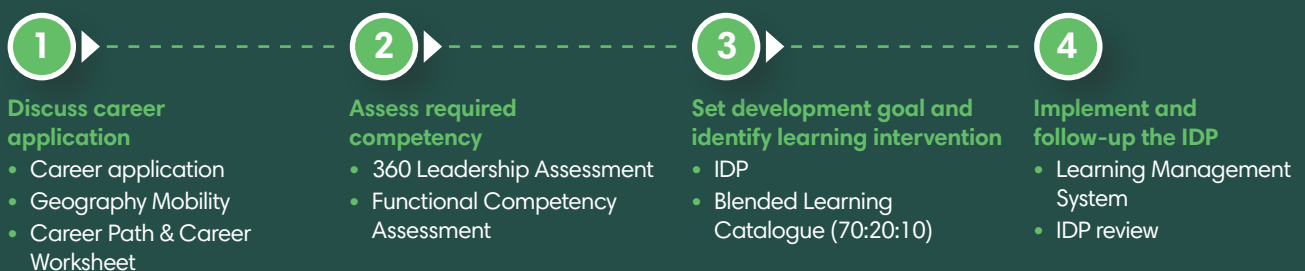 1
Discuss career
application
• Career application
• Geography Mobility
• Career Path & Career
Worksheet
2
Assess required
competency
• 360 Leadership Assessment
• Functional Competency
Assessment
3
Set development goal and
identify learning intervention
• IDP
• Blended Learning
Catalogue (70:20:10)
4
Implement and
follow-up the IDP
• Learning Management
System
• IDP review